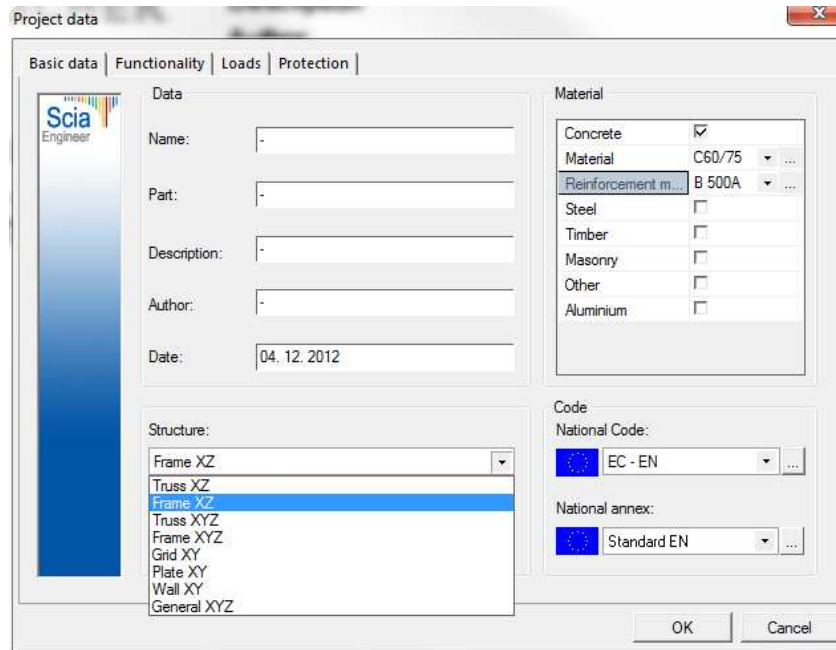 Project data
Basic data
Functionality
Loads
Protection
Scia
Engineer
Data
Name:
-
Part:
-
Description:
-
Author:
-
Date:
04. 12. 2012
Structure:
Frame XZ
Truss XZ
Frame XZ
Truss XYZ
Frame XYZ
Grid XY
Plate XY
Wall XY
General XYZ
Material
Concrete
Material C60/75 ...
Reinforcement m... B 500A ...
Steel
Timber
Masonry
Other
Aluminium
Code
National Code:
EC - EN ...
National annex:
Standard EN ...
OK
Cancel